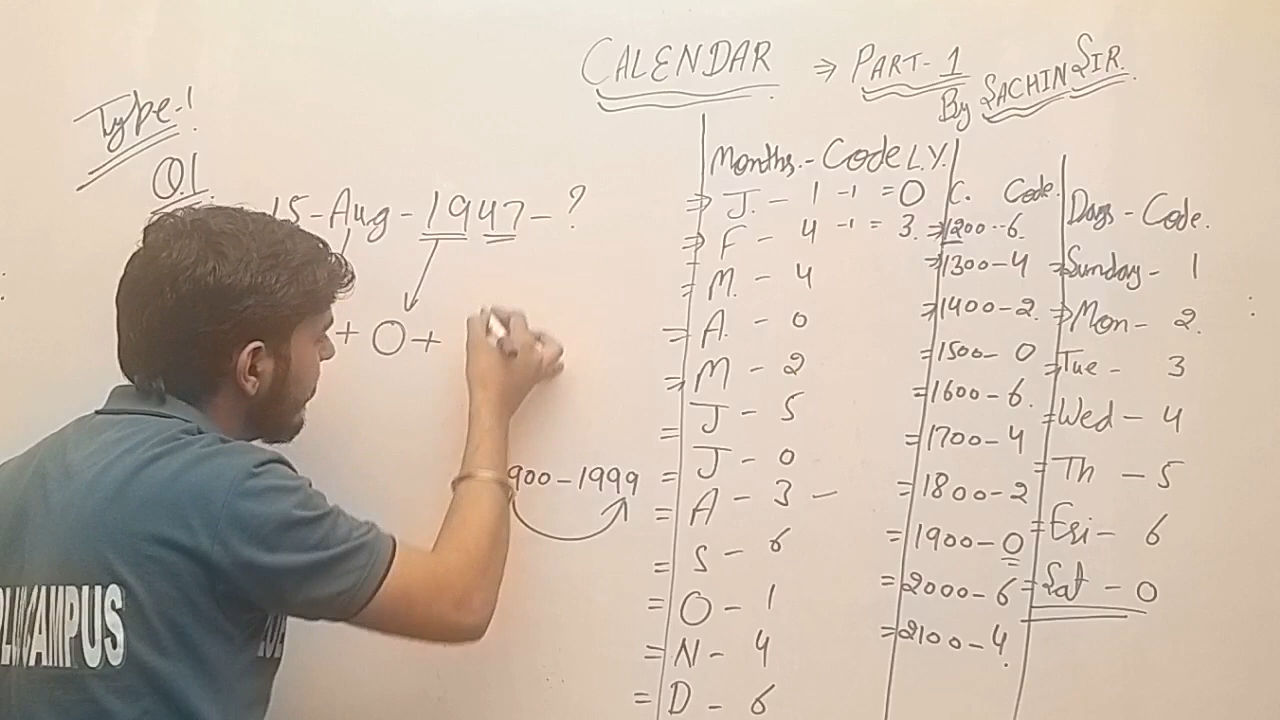 CALENDAR ⇒ PART-1
By SACHIN SIR.
Type-1
Q.1
15-Aug-1947-?
+ 0 +
900-1999
Months.- Code L.Y.
⇒ J. - 1 -1 = 0
⇒ F - 4 -1 = 3.
= M. - 4
= A. - 0
⇒ M - 2
= J - 5
= J - 0
= A - 3 -
= S - 6
= O - 1
= N - 4
= D - 6
C. Code.
⇒ 1200--6.
⇒ 1300-4
⇒ 1400-2.
= 1500- 0
= 1600-6.
= 1700-4
= 1800-2
= 1900-0
= 2000-6
= 2100-4.
Days - Code.
⇒ Sunday - 1
⇒ Mon - 2.
⇒ Tue - 3
= Wed - 4
= Th - 5
= Fri - 6
= Sat - 0
CAMPUS